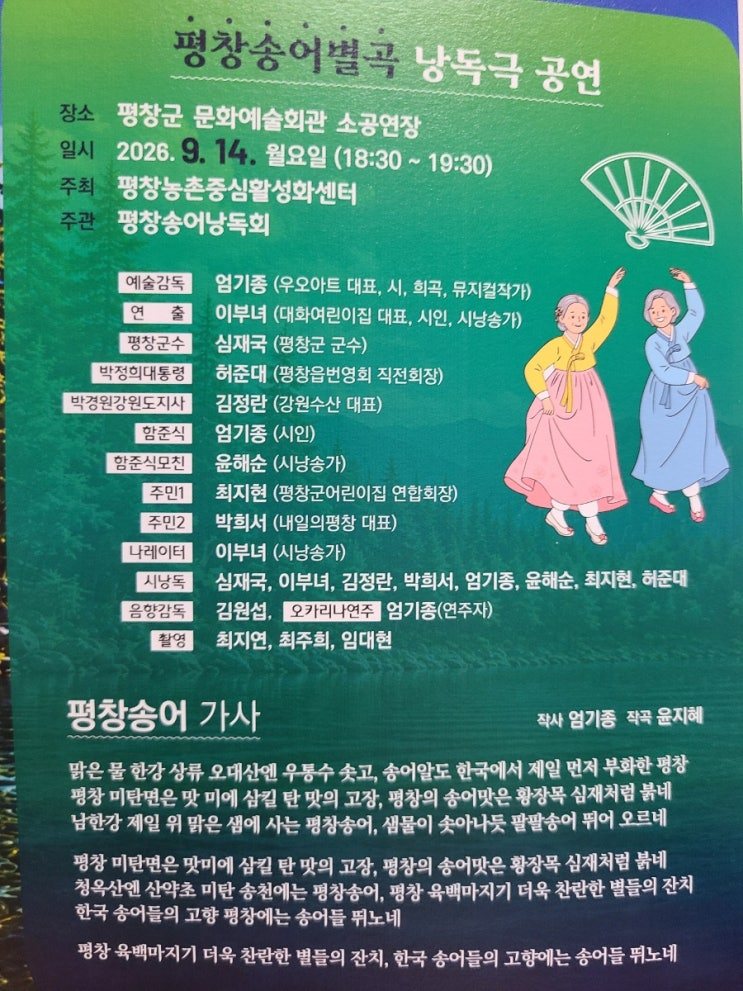 평창송어별곡 낭독극 공연
장소 평창군 문화예술회관 소공연장
일시 2026. 9. 14. 월요일 (18:30 ~ 19:30)
주최 평창농촌중심활성화센터
주관 평창송어낭독회
예술감독 엄기종 (우오아트 대표, 시, 희곡, 뮤지컬작가)
연 출 이부녀 (대화여린이집 대표, 시인, 시낭송가)
평창군수 심재국 (평창군 군수)
박정희대통령 허준대 (평창읍번영회 직전회장)
박경원강원도지사 김정란 (강원수산 대표)
함준식 엄기종 (시인)
함준식모친 윤해순 (시낭송가)
주민1 최지현 (평창군어린이집 연합회장)
주민2 박희서 (내일의평창 대표)
나레이터 이부녀 (시낭송가)
시낭독 심재국, 이부녀, 김정란, 박희서, 엄기종, 윤해순, 최지현, 허준대
음향감독 김원섭, 오카리나연주 엄기종(연주자)
촬영 최지연, 최주희, 임대현
평창송어 가사
작사 엄기종 작곡 윤지혜
맑은 물 한강 상류 오대산엔 우통수 솟고, 송어알도 한국에서 제일 먼저 부화한 평창
평창 미탄면은 맛 미에 삼킬 탄 맛의 고장, 평창의 송어맛은 황장목 심재처럼 붉네
남한강 제일 위 맑은 샘에 사는 평창송어, 샘물이 솟아나듯 팔팔송어 뛰어 오르네
평창 미탄면은 맛미에 삼킬 탄 맛의 고장, 평창의 송어맛은 황장목 심재처럼 붉네
청옥산엔 산약초 미탄 송천에는 평창송어, 평창 육백마지기 더욱 찬란한 별들의 잔치
한국 송어들의 고향 평창에는 송어들 뛰노네
평창 육백마지기 더욱 찬란한 별들의 잔치, 한국 송어들의 고향에는 송어들 뛰노네